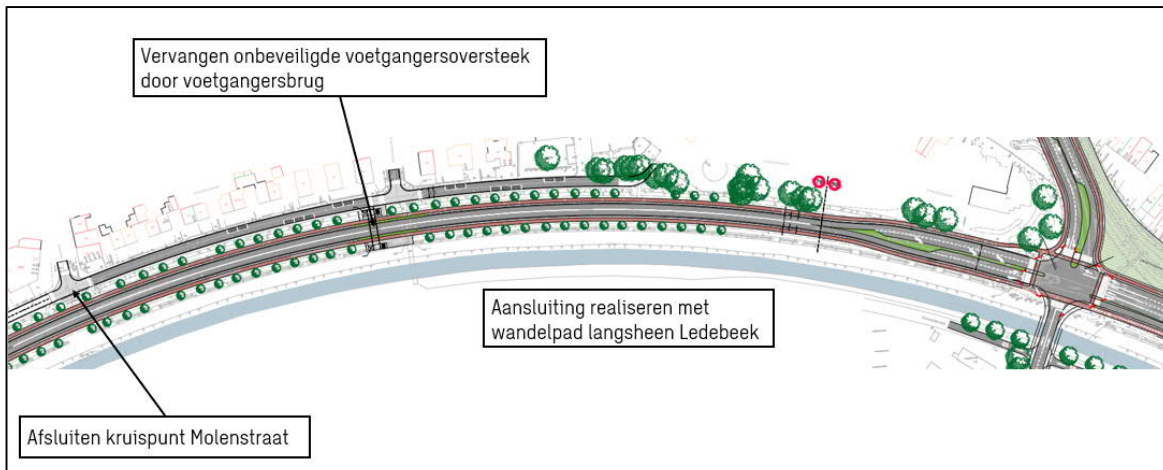 Vervangen onbeveiligde voetgangersoversteek
door voetgangersbrug
Aansluiting realiseren met
wandelpad langsheen Ledebeek
Afsluiten kruispunt Molenstraat